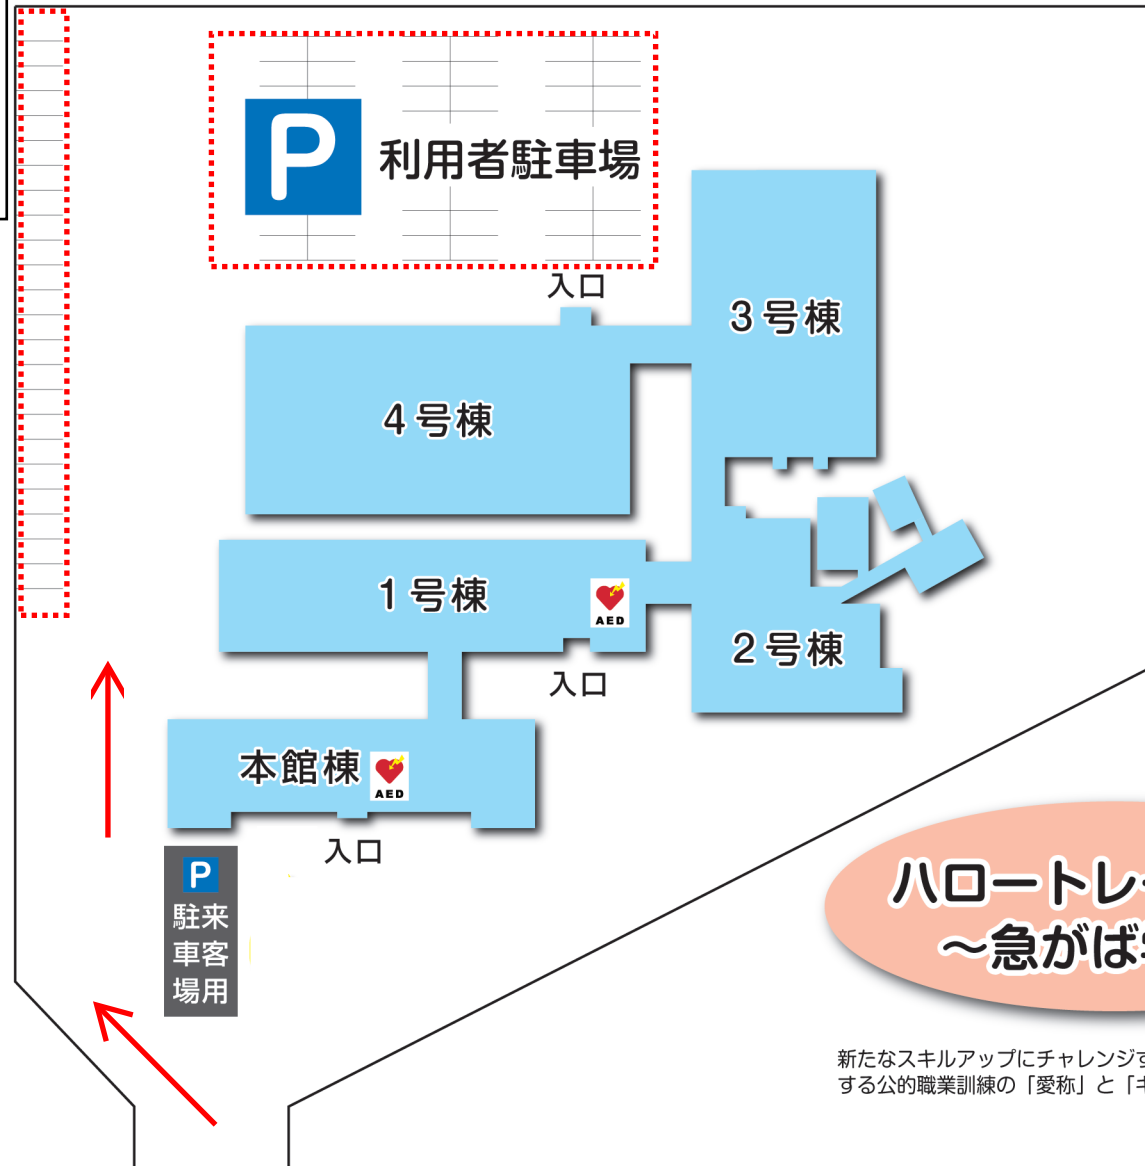 P 利用者駐車場
入口
3号棟
4号棟
1号棟
AED
2号棟
入口
本館棟
AED
入口
P
来客用
駐車場
ハロートレ
~急がば
新たなスキルアップにチャレンジ
する公的職業訓練の「愛称」と「キ